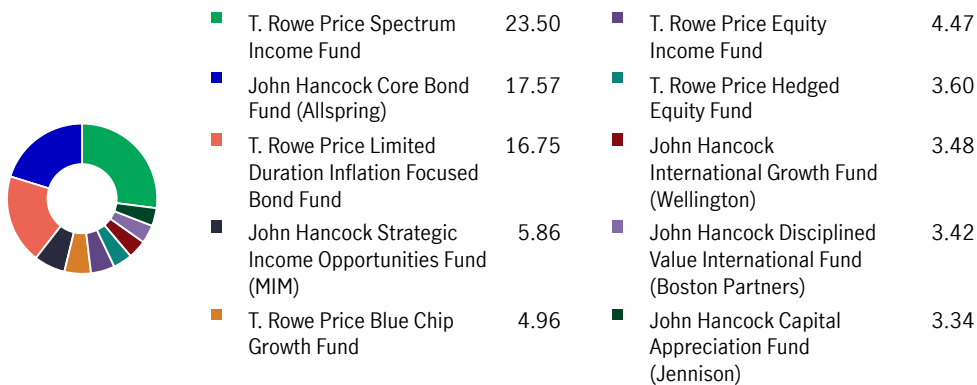 T. Rowe Price Spectrum 23.50
Income Fund
John Hancock Core Bond 17.57
Fund (Allspring)
T. Rowe Price Limited 16.75
Duration Inflation Focused
Bond Fund
John Hancock Strategic 5.86
Income Opportunities Fund
(MIM)
T. Rowe Price Blue Chip 4.96
Growth Fund
T. Rowe Price Equity 4.47
Income Fund
T. Rowe Price Hedged 3.60
Equity Fund
John Hancock 3.48
International Growth Fund
(Wellington)
John Hancock Disciplined 3.42
Value International Fund
(Boston Partners)
John Hancock Capital 3.34
Appreciation Fund
(Jennison)